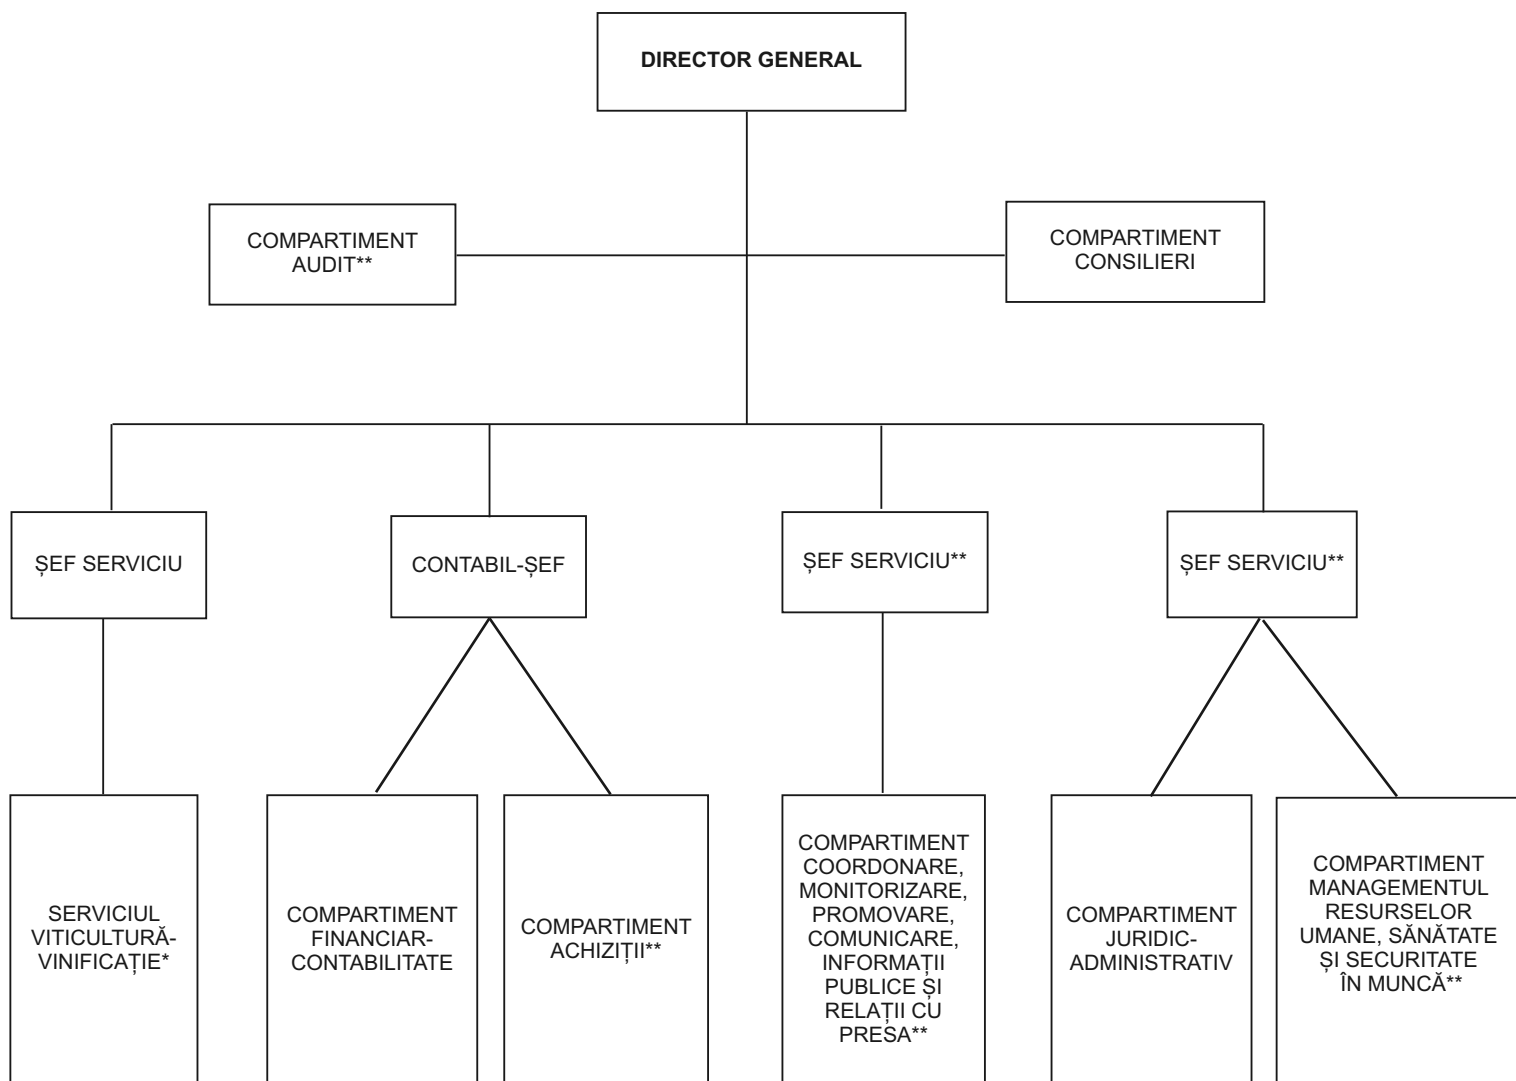 DIRECTOR GENERAL
COMPARTIMENT
AUDIT**
COMPARTIMENT
CONSILIERI
ȘEF SERVICIU
CONTABIL-ȘEF
ȘEF SERVICIU**
ȘEF SERVICIU**
SERVICIUL
VITICULTURĂ-
VINIFICAȚIE*
COMPARTIMENT
FINANCIAR-
CONTABILITATE
COMPARTIMENT
ACHIZIȚII**
COMPARTIMENT
COORDONARE,
MONITORIZARE,
PROMOVARE,
COMUNICARE,
INFORMAȚII
PUBLICE ȘI
RELAȚII CU
PRESA**
COMPARTIMENT
JURIDIC-
ADMINISTRATIV
COMPARTIMENT
MANAGEMENTUL
RESURSELOR
UMANE, SĂNĂTATE
ȘI SECURITATE
ÎN MUNCĂ**